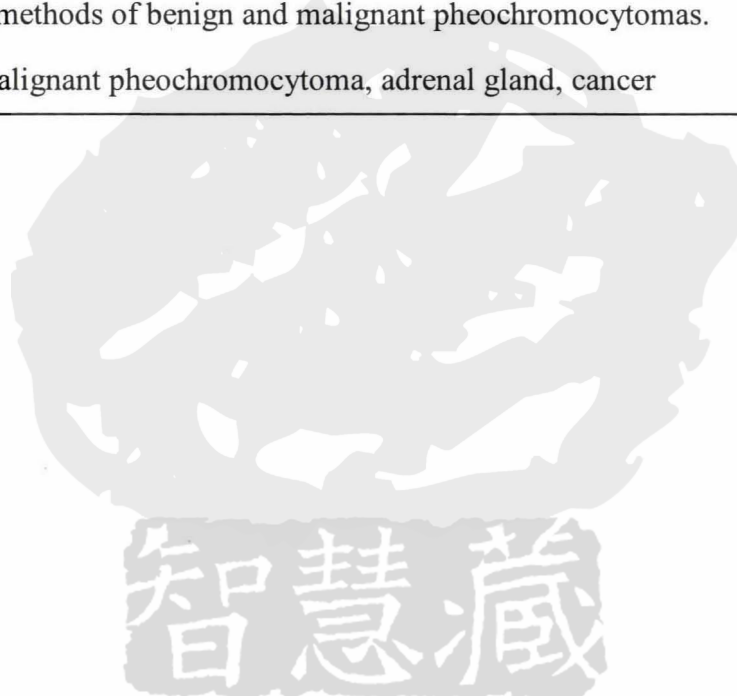 methods of benign and malignant pheochromocytomas.
alignant pheochromocytoma, adrenal gland, cancer
智慧藏